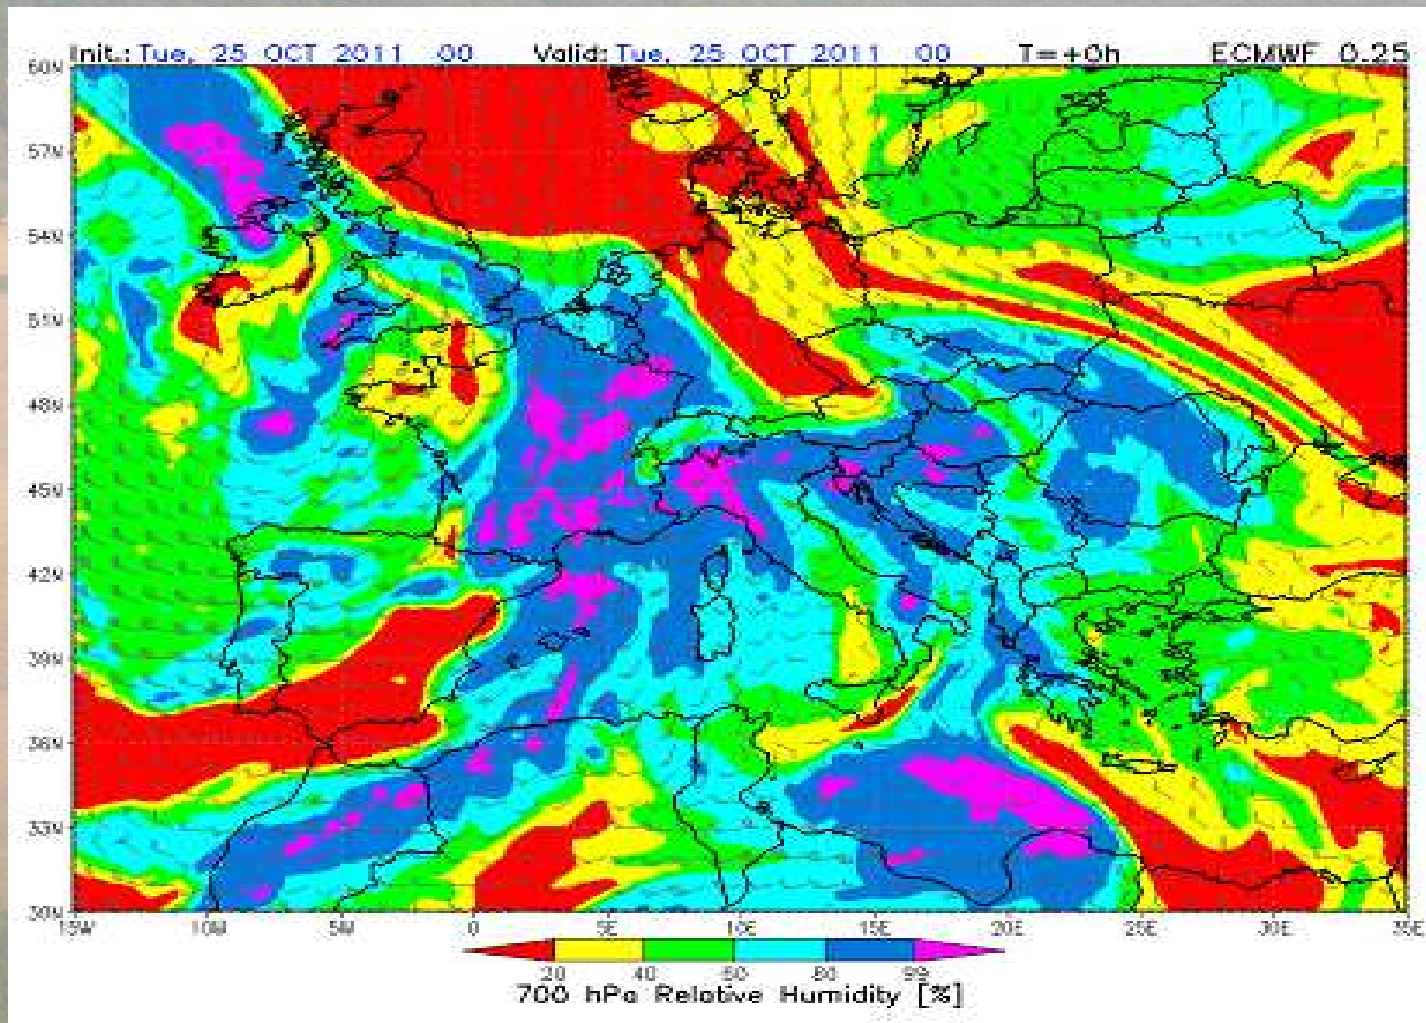 Init.: Tue, 25 OCT 2011 00 Valid: Tue, 25 OCT 2011 00 T=+0h ECMWF 0.25
60N
57N
54N
51N
48N
45N
42N
39N
36N
33N
30N
15W 10W 5W 0 5E 10E 15E 20E 25E 30E 35E
20 40 60 80 99
700 hPa Relative Humidity [%]